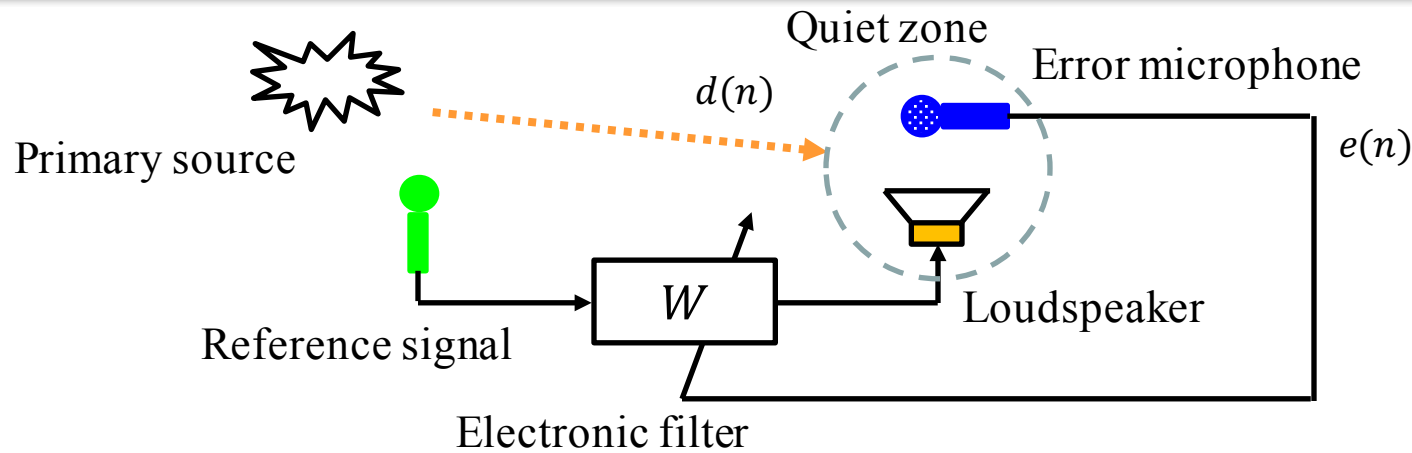 Quiet zone
Error microphone
d(n)
Primary source
e(n)
W
Loudspeaker
Reference signal
Electronic filter